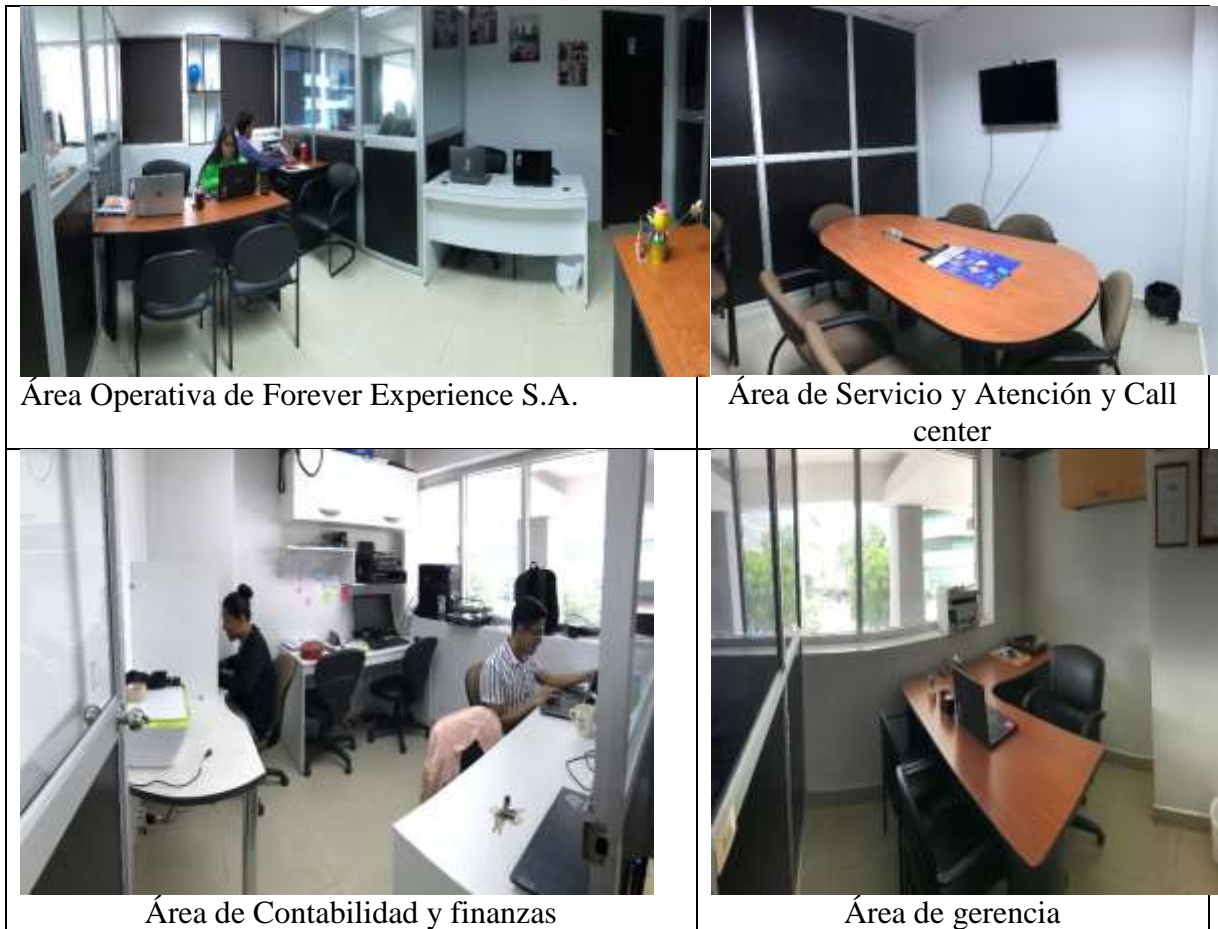 Área Operativa de Forever Experience S.A.
Área de Servicio y Atención y Call
center
Área de Contabilidad y finanzas
Área de gerencia